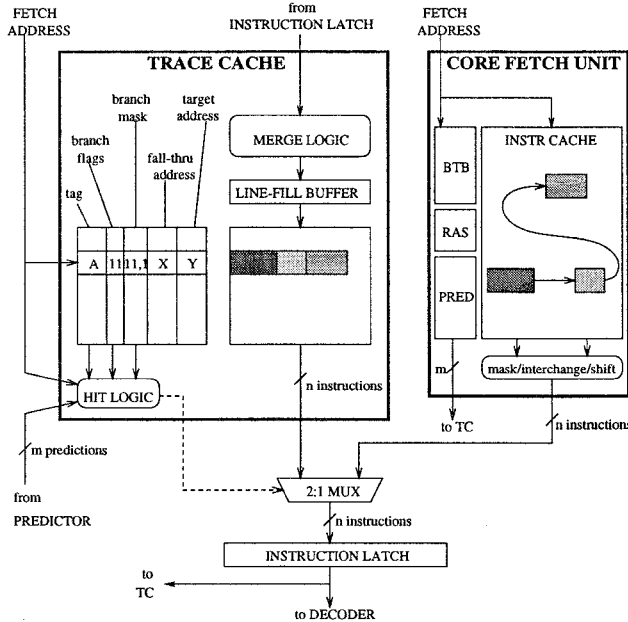 FETCH
ADDRESS
from
INSTRUCTION LATCH
FETCH
ADDRESS
TRACE CACHE
CORE FETCH UNIT
branch
mask
target
address
branch
flags
fall-thru
address
tag
MERGE LOGIC
LINE-FILL BUFFER
A 11 11,1 X Y
BTB
INSTR CACHE
RAS
PRED
HIT LOGIC
n instructions
m
mask/interchange/shift
to TC
n instructions
m predictions
from
PREDICTOR
2:1 MUX
n instructions
INSTRUCTION LATCH
to
TC
to DECODER